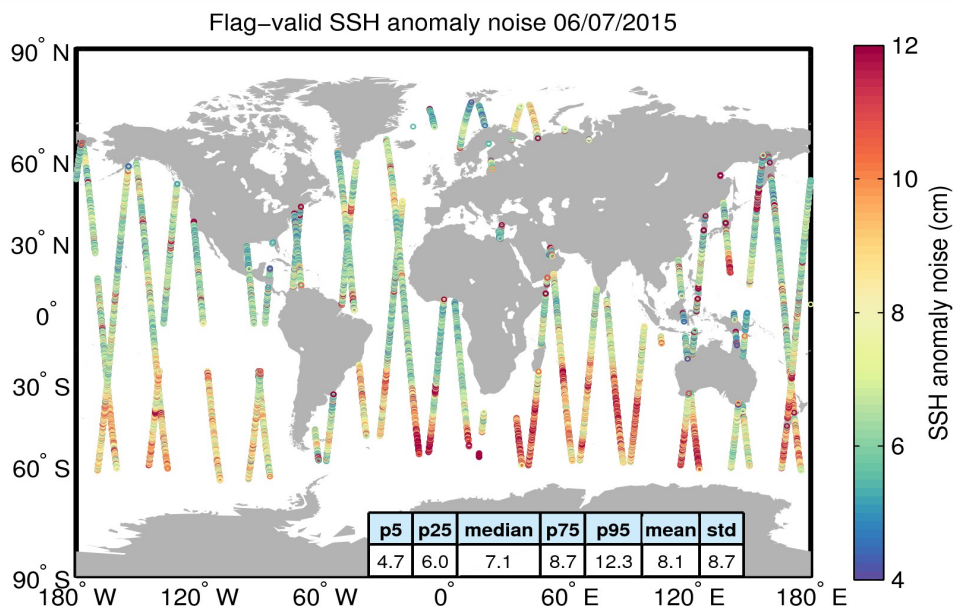 Flag−valid SSH anomaly noise 06/07/2015
90° N
60° N
30° N
0°
30° S
60° S
90° S
180° W 120° W 60° W 0° 60° E 120° E 180° E
p5 p25 median p75 p95 mean std
4.7 6.0 7.1 8.7 12.3 8.1 8.7
12
10
8
6
4
SSH anomaly noise (cm)